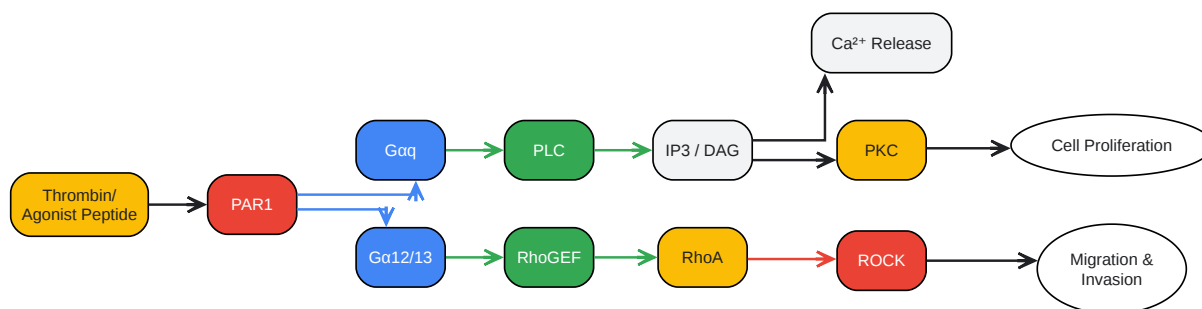 Thrombin/
Agonist Peptide
PAR1
Gαq
PLC
IP3 / DAG
Ca²⁺ Release
PKC
Cell Proliferation
Gα12/13
RhoGEF
RhoA
ROCK
Migration &
Invasion